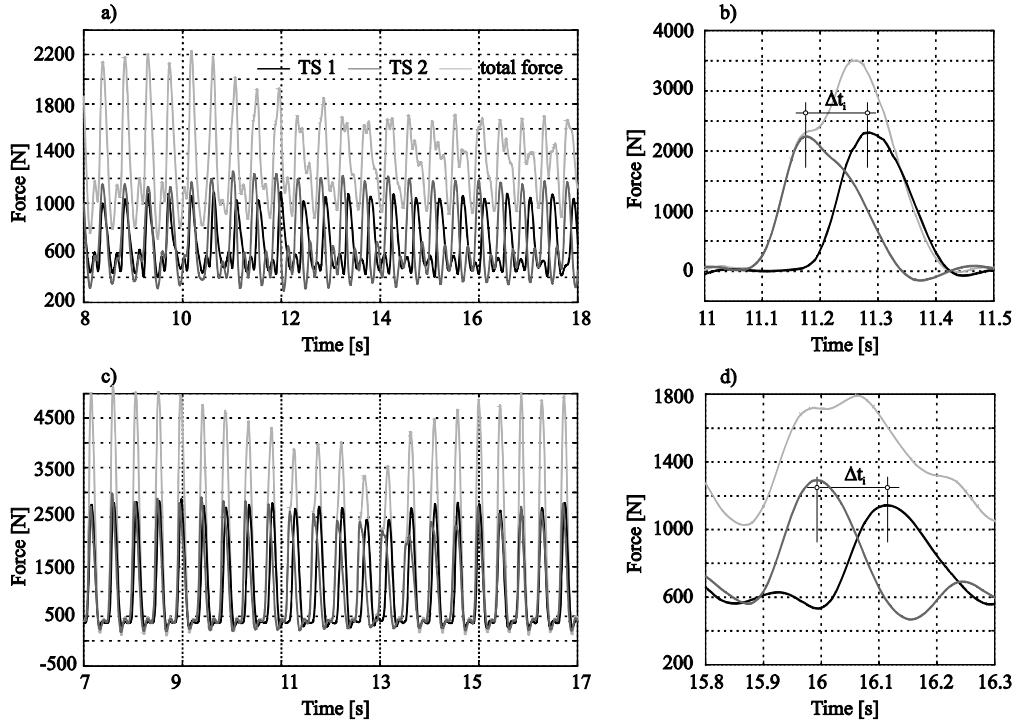 a)
2200
1800
1400
1000
600
200
Force [N]
TS 1 TS 2 total force
8 10 12 14 16 18
Time [s]
b)
4000
3000
2000
1000
0
Force [N]
Δti
11 11.1 11.2 11.3 11.4 11.5
Time [s]
c)
4500
3500
2500
1500
500
-500
Force [N]
7 9 11 13 15 17
Time [s]
d)
1800
1400
1000
600
200
Force [N]
Δti
15.8 15.9 16 16.1 16.2 16.3
Time [s]